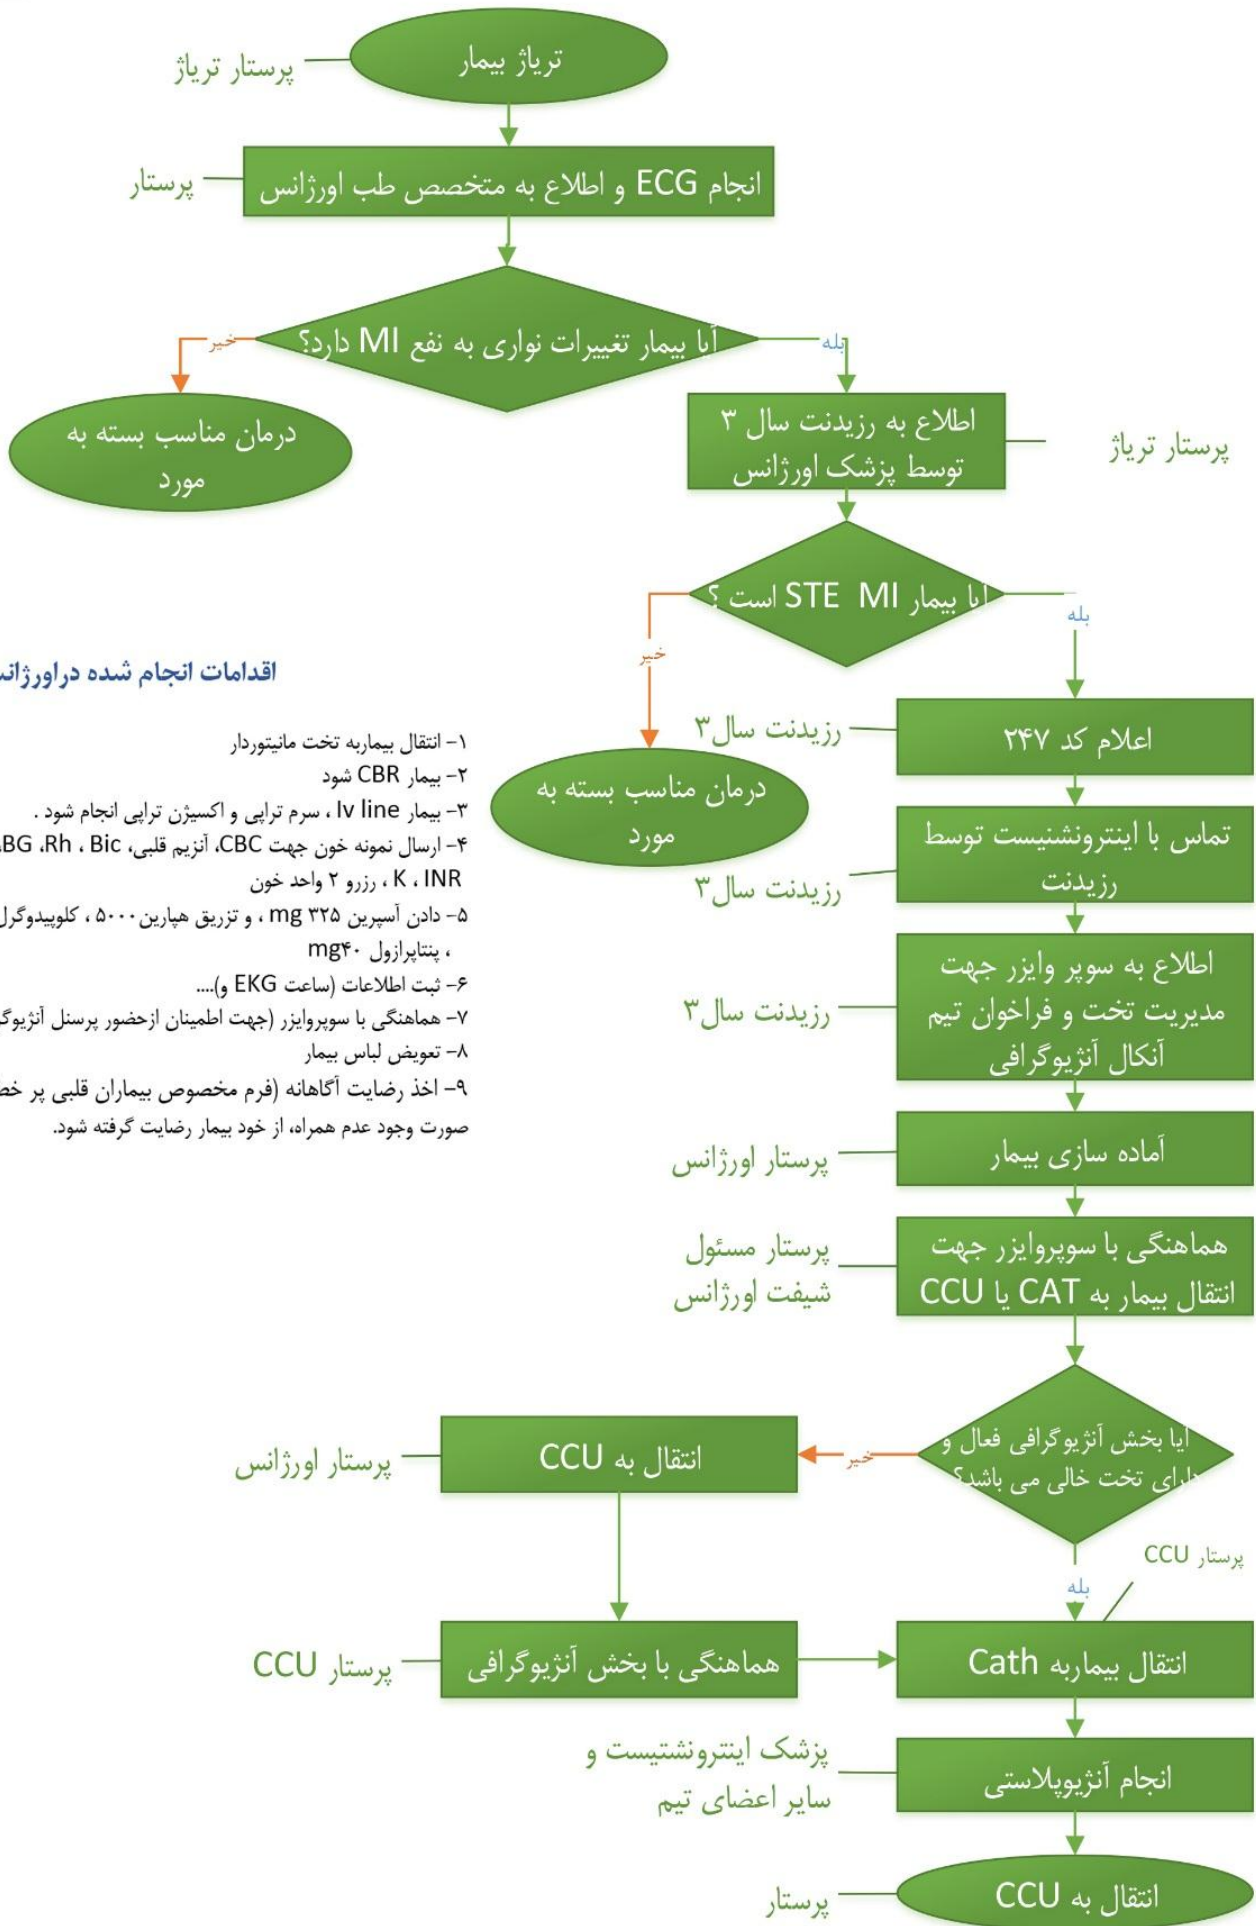 تریاژ بیمار
پرستار تریاژ
انجام ECG و اطلاع به متخصص طب اورژانس
پرستار
آیا بیمار تغییرات نواری به نفع MI دارد؟
خیر
بله
درمان مناسب بسته به
مورد
اطلاع به رزیدنت سال ۳
توسط پزشک اورژانس
پرستار تریاژ
آیا بیمار STE MI است ؟
خیر
بله
درمان مناسب بسته به
مورد
اعلام کد ۲۴۷
رزیدنت سال۳
تماس با اینترونشنیست توسط
رزیدنت
رزیدنت سال۳
اطلاع به سوپر وایزر جهت
مدیریت تخت و فراخوان تیم
آنکال آنژیوگرافی
رزیدنت سال۳
آماده سازی بیمار
پرستار اورژانس
هماهنگی با سوپروایزر جهت
انتقال بیمار به CAT یا CCU
پرستار مسئول
شیفت اورژانس
آیا بخش آنژیوگرافی فعال و
دارای تخت خالی می باشد؟
خیر
بله
انتقال به CCU
پرستار اورژانس
پرستار CCU
هماهنگی با بخش آنژیوگرافی
پرستار CCU
انتقال بیماربه Cath
انجام آنژیوپلاستی
پزشک اینترونشتیست و
سایر اعضای تیم
انتقال به CCU
پرستار
اقدامات انجام شده در
۱- انتقال بیماربه تخت مانیتوردار
۲- بیمار CBR شود
۳- بیمار Iv line ، سرم تراپی و اکسیژن تراپی انجام شود .
۴- ارسال نمونه خون جهت CBC، آنزیم قلبی، BG ،Rh ، Bic
K ، INR ، رزرو ۲ واحد خون
۵- دادن آسپرین ۳۲۵ mg ، و تزریق هپارین۵۰۰۰ ، کلوپیدوگرل
، پنتاپرازول mg۴۰
۶- ثبت اطلاعات (ساعت EKG و)....
۷- هماهنگی با سوپروایزر (جهت اطمینان ازحضور پرسنل
۸- تعویض لباس بیمار
۹- اخذ رضایت آگاهانه (فرم مخصوص بیماران قلبی پر
صورت وجود عدم همراه، از خود بیمار رضایت گرفته شود.